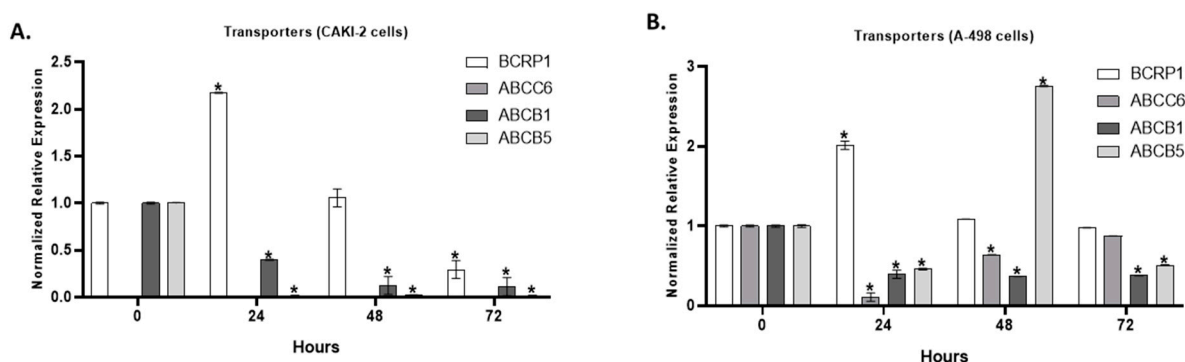 A.
Transporters (CAKI-2 cells)
Normalized Relative Expression
2.5
2.0
1.5
1.0
0.5
0.0
BCRP1
ABCC6
ABCB1
ABCB5
*
*
*
*
*
*
*
*
0
24
48
72
Hours
B.
Transporters (A-498 cells)
Normalized Relative Expression
3
2
1
0
BCRP1
ABCC6
ABCB1
ABCB5
*
*
*
*
*
*
*
*
*
0
24
48
72
Hours